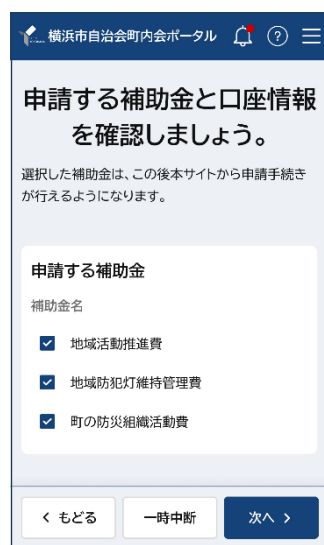 横浜市自治会町内会ポータル
申請する補助金と口座情報
を確認しましょう。
選択した補助金は、この後本サイトから申請手続き
が行えるようになります。
申請する補助金
補助金名
地域活動推進費
地域防犯灯維持管理費
町の防災組織活動費
もどる
一時中断
次へ